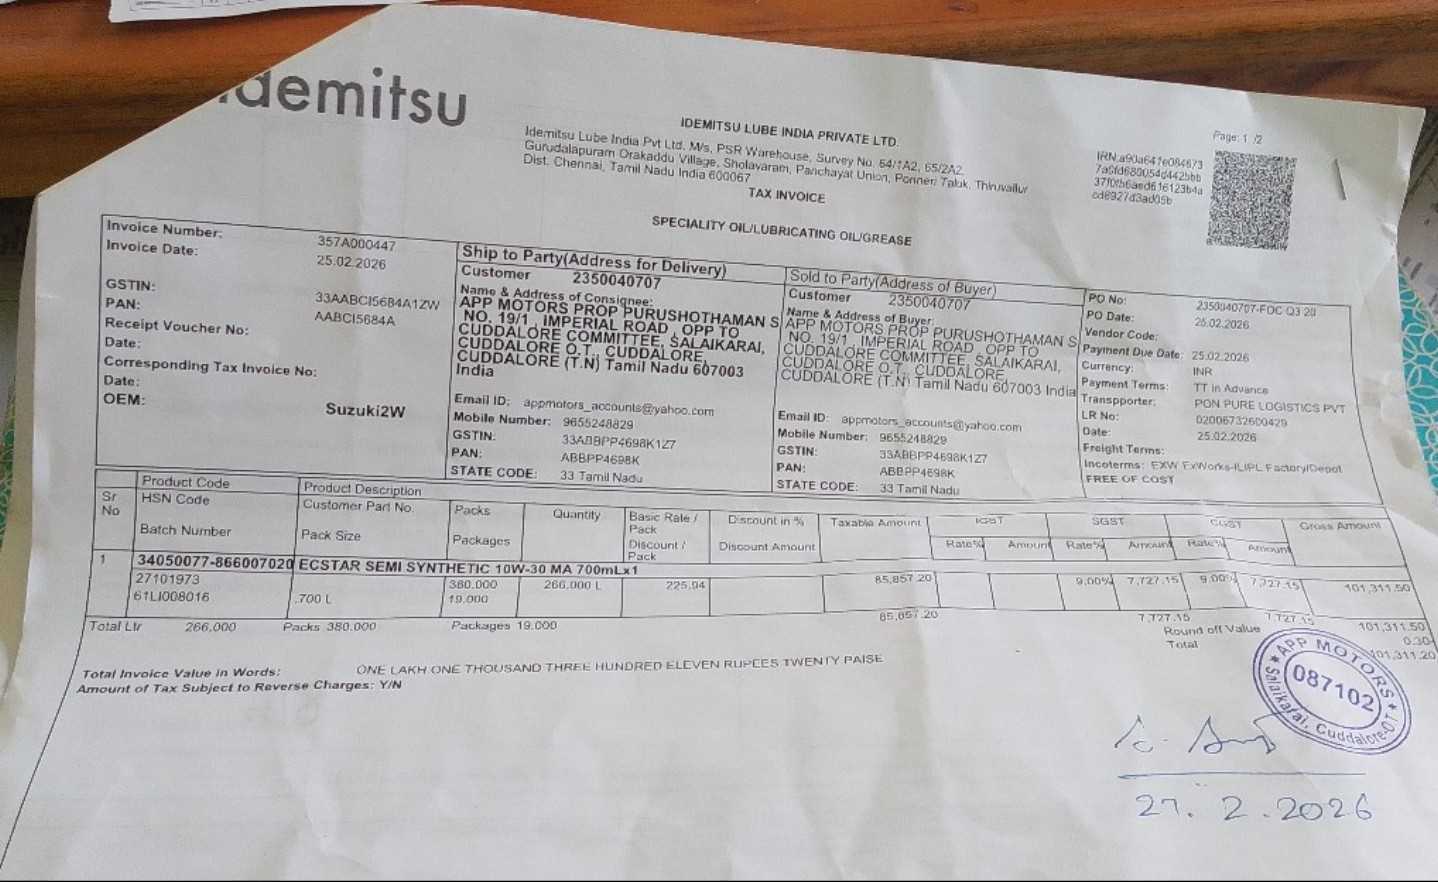 idemitsu
IDEMITSU LUBE INDIA PRIVATE LTD.
Idemitsu Lube India Pvt Ltd. M/s, PSR Warehouse, Survey No. 64/1A2, 65/2A2
Gurudalapuram Orakaddu Village, Sholavaram, Panchayat Union, Ponneri Taluk, Thiruvallur
Dist. Chennai, Tamil Nadu India 600067
TAX INVOICE
SPECIALITY OIL/LUBRICATING OIL/GREASE
Page: 1 /2
Invoice Number: 357A000447
Invoice Date: 25.02.2026
GSTIN: 33AABCI5684A1ZW
PAN: AABCI5684A
Receipt Voucher No:
Date:
Corresponding Tax Invoice No:
Date:
OEM: Suzuki2W
Ship to Party(Address for Delivery)
Customer 2350040707
Name & Address of Consignee:
APP MOTORS PROP PURUSHOTHAMAN S
NO. 19/1 , IMPERIAL ROAD , OPP TO
CUDDALORE COMMITTEE, SALAIKARAI,
CUDDALORE O.T., CUDDALORE,
CUDDALORE (T.N) Tamil Nadu 607003
India
Email ID: appmotors_accounts@yahoo.com
Mobile Number: 9655248829
GSTIN: 33ABBPP4698K1Z7
PAN: ABBPP4698K
STATE CODE: 33 Tamil Nadu
Sold to Party(Address of Buyer)
Customer 2350040707
Name & Address of Buyer:
APP MOTORS PROP PURUSHOTHAMAN S
NO. 19/1 , IMPERIAL ROAD , OPP TO
CUDDALORE COMMITTEE, SALAIKARAI,
CUDDALORE O.T., CUDDALORE,
CUDDALORE (T.N) Tamil Nadu 607003 India
Email ID: appmotors_accounts@yahoo.com
Mobile Number: 9655248829
GSTIN: 33ABBPP4698K1Z7
PAN: ABBPP4698K
STATE CODE: 33 Tamil Nadu
PO No: 2350040707-FOC Q3 20
PO Date: 25.02.2026
Vendor Code:
Payment Due Date: 25.02.2026
Currency: INR
Payment Terms: TT in Advance
Transpporter: PON PURE LOGISTICS PVT
LR No: 02006732600429
Date: 25.02.2026
Freight Terms:
Incoterms: EXW ExWorks-ILIPL Factory/Depot
FREE OF COST
Sr No Product Code Product Description Packs Quantity Basic Rate / Pack Discount in % Taxable Amount IGST SGST CGST Gross Amount
HSN Code Customer Part No. Packages Discount / Pack Discount Amount Rate% Amount Rate% Amount Rate% Amount
Batch Number Pack Size
1 34050077-866007020 ECSTAR SEMI SYNTHETIC 10W-30 MA 700mLx1
27101973 380.000 266.000 L 225.94 85,857.20 9.00% 7,727.15 9.00% 7,727.15 101,311.50
61LI008016 .700 L 19.000
Total Ltr 266.000 Packs 380.000 Packages 19.000 85,857.20 7,727.15 7,727.15 101,311.50
Round off Value 0.30
Total 101,311.20
Total Invoice Value in Words: ONE LAKH ONE THOUSAND THREE HUNDRED ELEVEN RUPEES TWENTY PAISE
Amount of Tax Subject to Reverse Charges: Y/N
APP MOTORS
087102
Salaikarai, Cuddalore-OT
27.2.2026